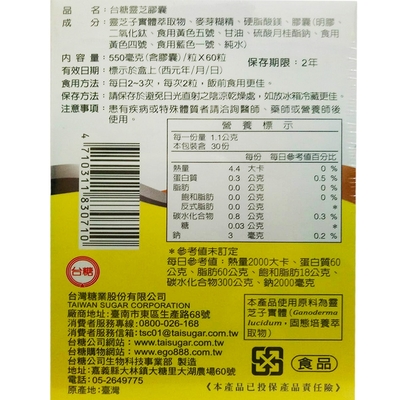 品名：台糖靈芝膠囊
成分：靈芝子實體萃取物、麥芽糊精、硬脂酸鎂、膠囊（明膠、
二氧化鈦、食用黃色五號、甘油、硫酸月桂酯鈉、食用
黃色四號、食用藍色一號、純水）
內容量：550毫克(含膠囊)/粒X60粒
有效日期：標示於盒上(西元年/月/日)
保存期限：2年
食用方法：每日2~3次，每次2粒，飯前食用更佳。
保存方法：請保存於避免日光直射之陰涼乾燥處，如放冰箱冷藏更佳。
注意事項：患有疾病或特殊體質者請洽詢醫師、藥師或營養師後
使用。
4710311830710
營養標示
每一份量 1.1公克
本包裝含 30份
每份 每日參考值百分比
熱量 4.4 大卡 0 %
蛋白質 0.3 公克 0.5 %
脂肪 0.0 公克 0 %
飽和脂肪 0.0 公克 0 %
反式脂肪 0.0 公克 *
碳水化合物 0.8 公克 0.3 %
糖 0.03 公克 *
鈉 3 毫克 0.2 %
*參考值未訂定
每日參考值：熱量2000大卡、蛋白質60
公克、脂肪60公克、飽和脂肪18公克、
碳水化合物300公克、鈉2000毫克
台糖
台灣糖業股份有限公司
TAIWAN SUGAR CORPORATION
廠商地址：臺南市東區生產路68號
消費者服務專線：0800-026-168
消費者服務信箱：tsc01@taisugar.com.tw
台糖公司網站：www.taisugar.com.tw
台糖購物網站：www.ego888.com.tw
台糖公司生物科技事業部 製造
地址：嘉義縣大林鎮大糖里大湖農場60號
電話：05-2649775
原產地：臺灣
本產品使用原料為靈
芝子實體 (Ganoderma
lucidum，固態培養萃
取物)
食品
《本產品已投保產品責任險》